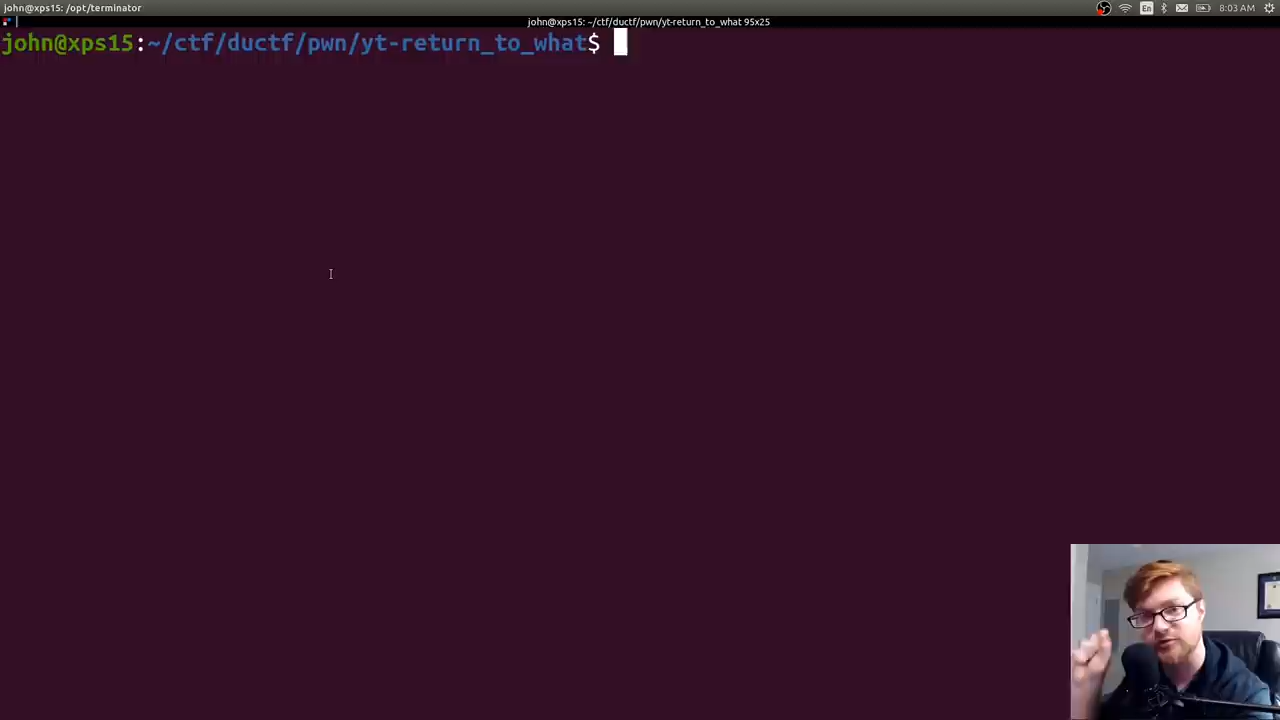 john@xps15: /opt/terminator
En
8:03 AM
john@xps15: ~/ctf/ductf/pwn/yt-return_to_what 95x25
john@xps15:~/ctf/ductf/pwn/yt-return_to_what$